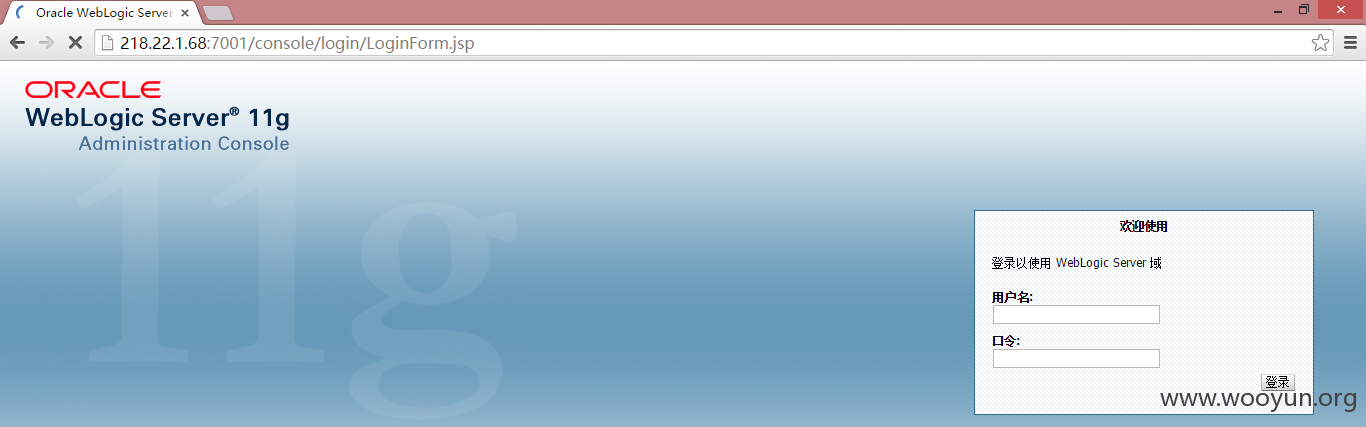 Oracle WebLogic Server
218.22.1.68:7001/console/login/LoginForm.jsp
ORACLE
WebLogic Server® 11g
Administration Console
11g
欢迎使用
登录以使用 WebLogic Server 域
用户名:
口令:
登录
www.wooyun.org